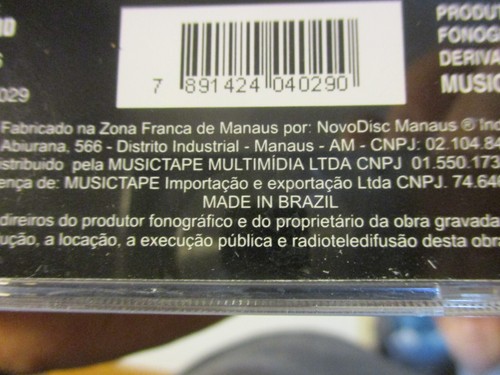 PRODU
FONOG
DERIVA
MUSIC
029
7 891424 040290
Fabricado na Zona Franca de Manaus por: NovoDisc Manaus ® Ind
Abiurana, 566 - Distrito Industrial - Manaus - AM - CNPJ: 02.104.84
stribuido pela MUSICTAPE MULTIMÍDIA LTDA CNPJ 01.550.173
ença de: MUSICTAPE Importação e exportação Ltda CNPJ. 74.646
MADE IN BRAZIL
direiros do produtor fonográfico e do proprietário da obra gravada
ução, a locação, a execução pública e radioteledifusão desta obra